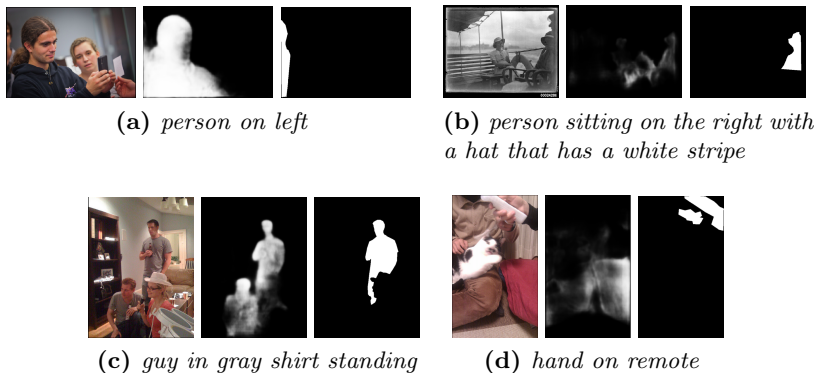 (a) person on left
(b) person sitting on the right with
a hat that has a white stripe
(c) guy in gray shirt standing
(d) hand on remote